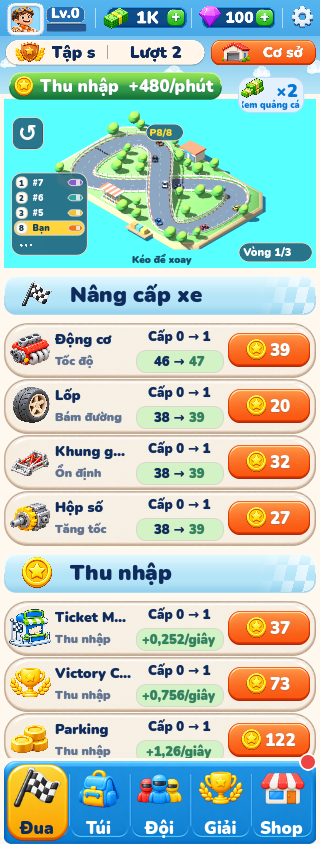 Lv.0
1K
100
Tập s
Lượt 2
Cơ sở
Thu nhập +480/phút
×2
Xem quảng cá
P8/8
1 #7
2 #6
3 #5
8 Bạn
...
Kéo để xoay
Vòng 1/3
Nâng cấp xe
Động cơ
Tốc độ
Cấp 0 → 1
46 → 47
39
Lốp
Bám đường
Cấp 0 → 1
38 → 39
20
Khung g...
Ổn định
Cấp 0 → 1
38 → 39
32
Hộp số
Tăng tốc
Cấp 0 → 1
38 → 39
27
Thu nhập
Ticket M...
Thu nhập
Cấp 0 → 1
+0,252/giây
37
Victory C...
Thu nhập
Cấp 0 → 1
+0,756/giây
73
Parking
Thu nhập
Cấp 0 → 1
+1,26/giây
122
Đua
Túi
Đội
Giải
Shop